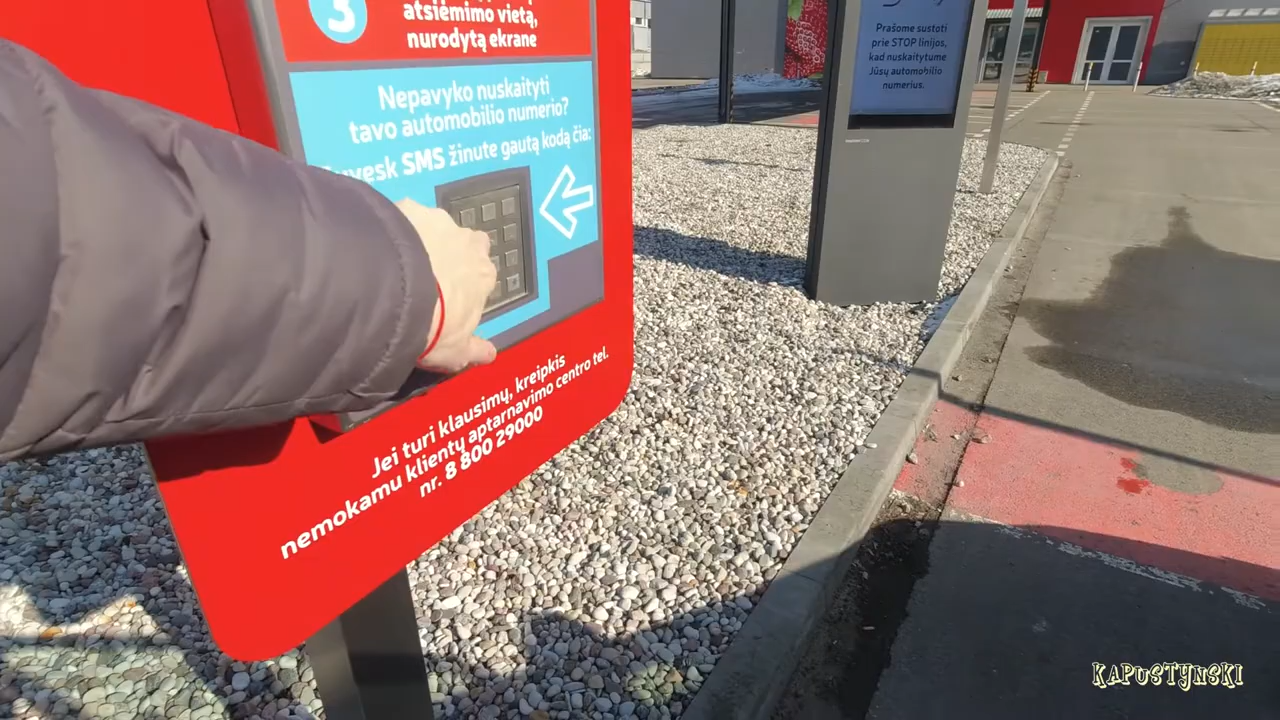 3
atsiėmimo vietą,
nurodytą ekrane
Nepavyko nuskaityti
tavo automobilio numerio?
SMS žinute gautą kodą čia:
Jei turi klausimų, kreipkis
nemokamu klientų aptarnavimo centro tel.
nr. 8 800 29000
Prašome sustoti
prie STOP linijos,
kad nuskaitytume
Jūsų automobilio
numerius.
KAPUSTYNSKI